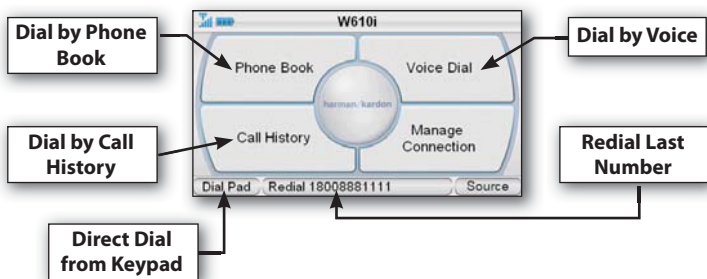 W610i
Dial by Phone
Book
Dial by Voice
Phone Book
Voice Dial
harman/kardon
Dial by Call
History
Call History
Manage
Connection
Redial Last
Number
Dial Pad
Redial 18008881111
Source
Direct Dial
from Keypad